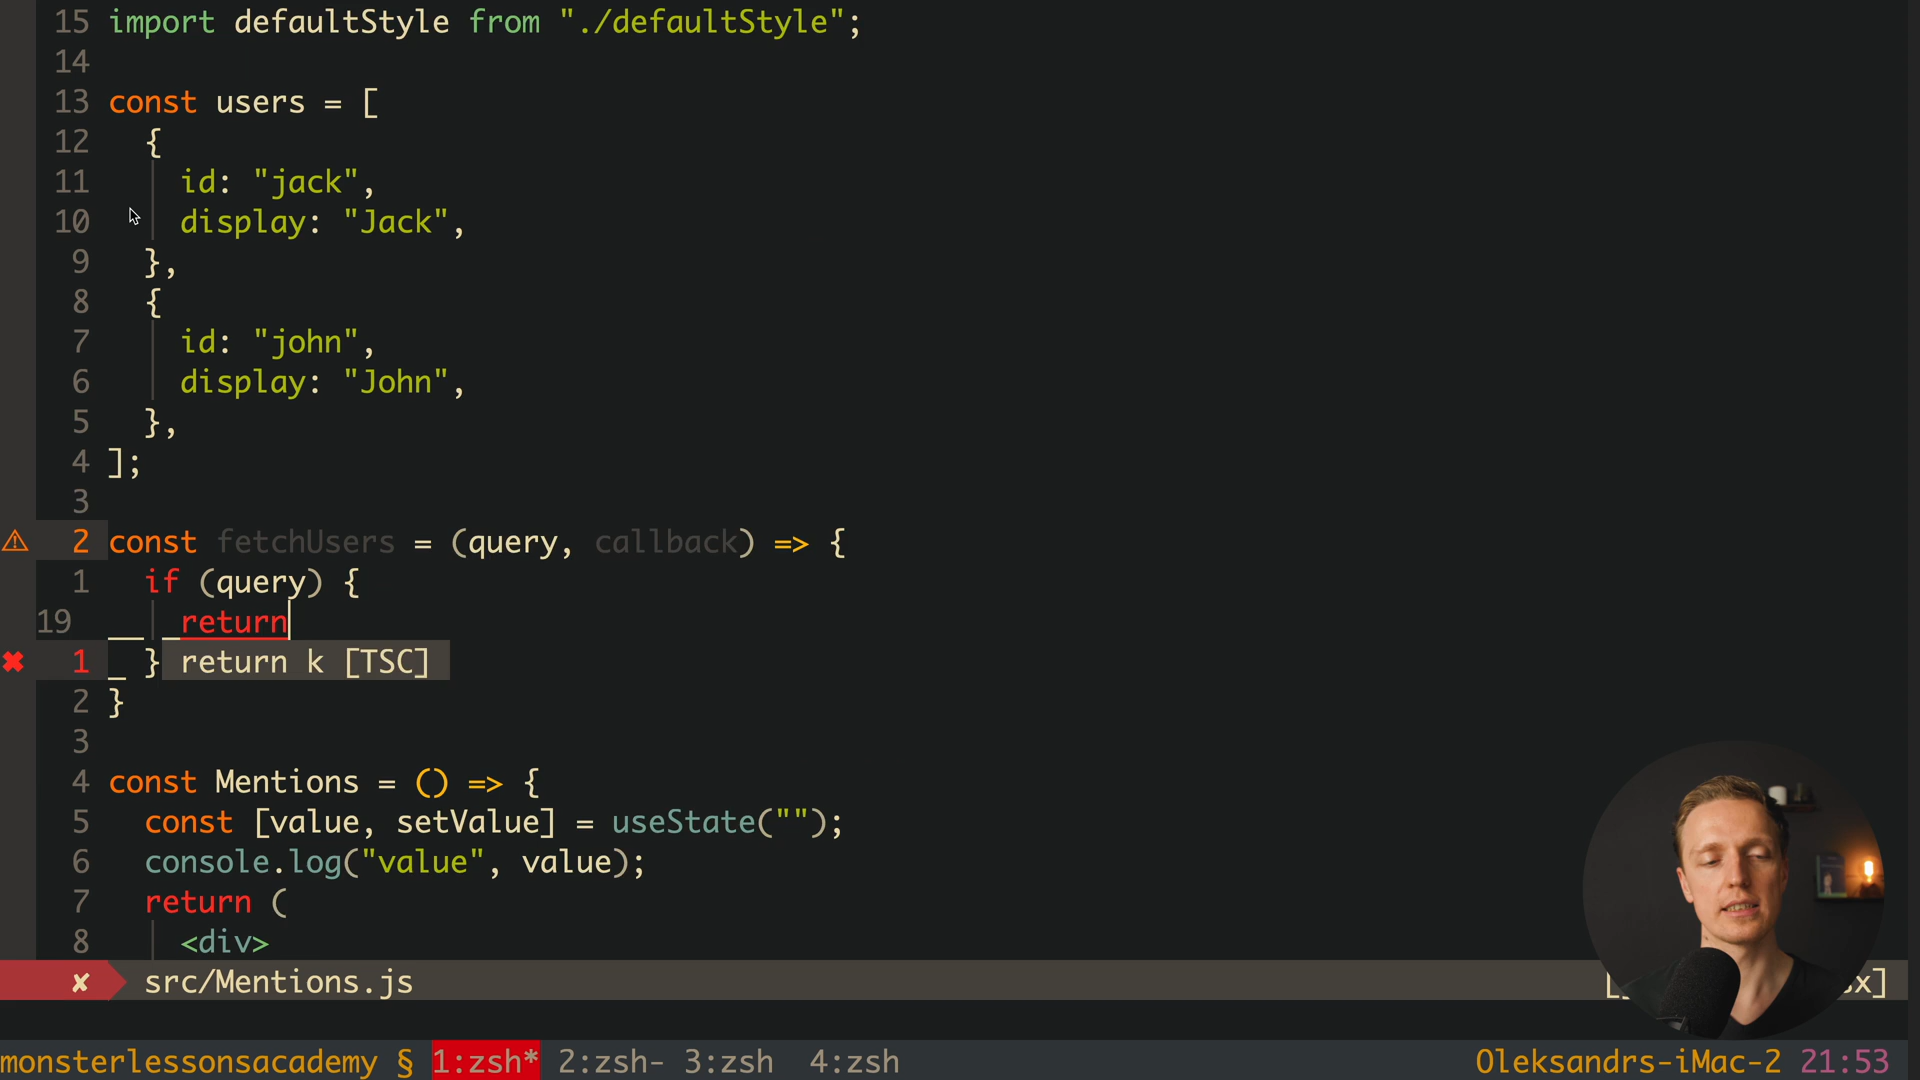 15 import defaultStyle from "./defaultStyle";
14
13 const users = [
12 {
11 id: "jack",
10 display: "Jack",
9 },
8 {
7 id: "john",
6 display: "John",
5 },
4 ];
3
2 const fetchUsers = (query, callback) => {
1 if (query) {
19 return
1 } return k [TSC]
2 }
3
4 const Mentions = () => {
5 const [value, setValue] = useState("");
6 console.log("value", value);
7 return (
8 <div>
✘ src/Mentions.js
monsterlessonsacademy § 1:zsh* 2:zsh- 3:zsh 4:zsh Oleksandrs-iMac-2 21:53